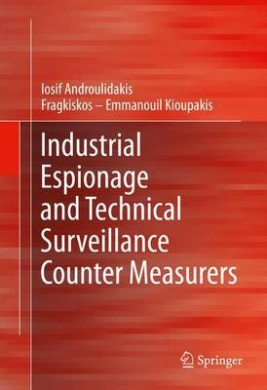 Iosif Androulidakis
Fragkiskos – Emmanouil Kioupakis
Industrial
Espionage
and Technical
Surveillance
Counter Measurers
Springer